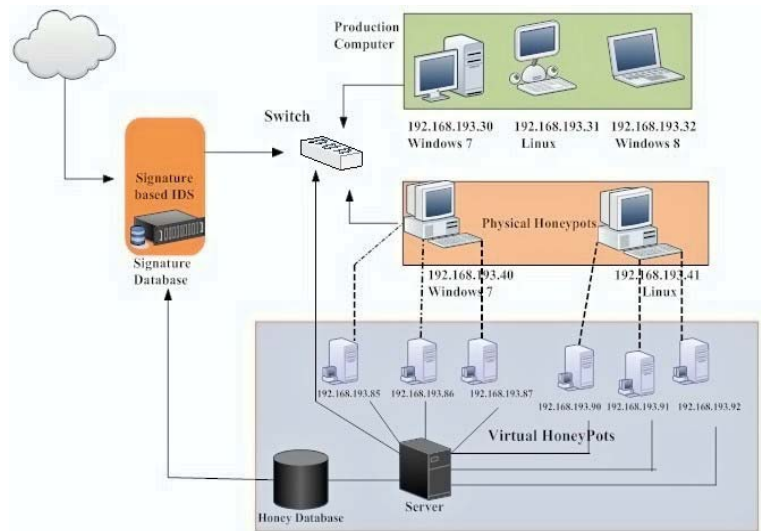 Production
Computer
Switch
192.168.193.30
Windows 7
192.168.193.31
Linux
192.168.193.32
Windows 8
Signature
based IDS
Signature
Database
Physical Honeypots
192.168.193.40
Windows 7
192.168.193.41
Linux
192.168.193.85
192.168.193.86
192.168.193.87
192.168.193.90
192.168.193.91
192.168.193.92
Virtual HoneyPots
Server
Honey Database